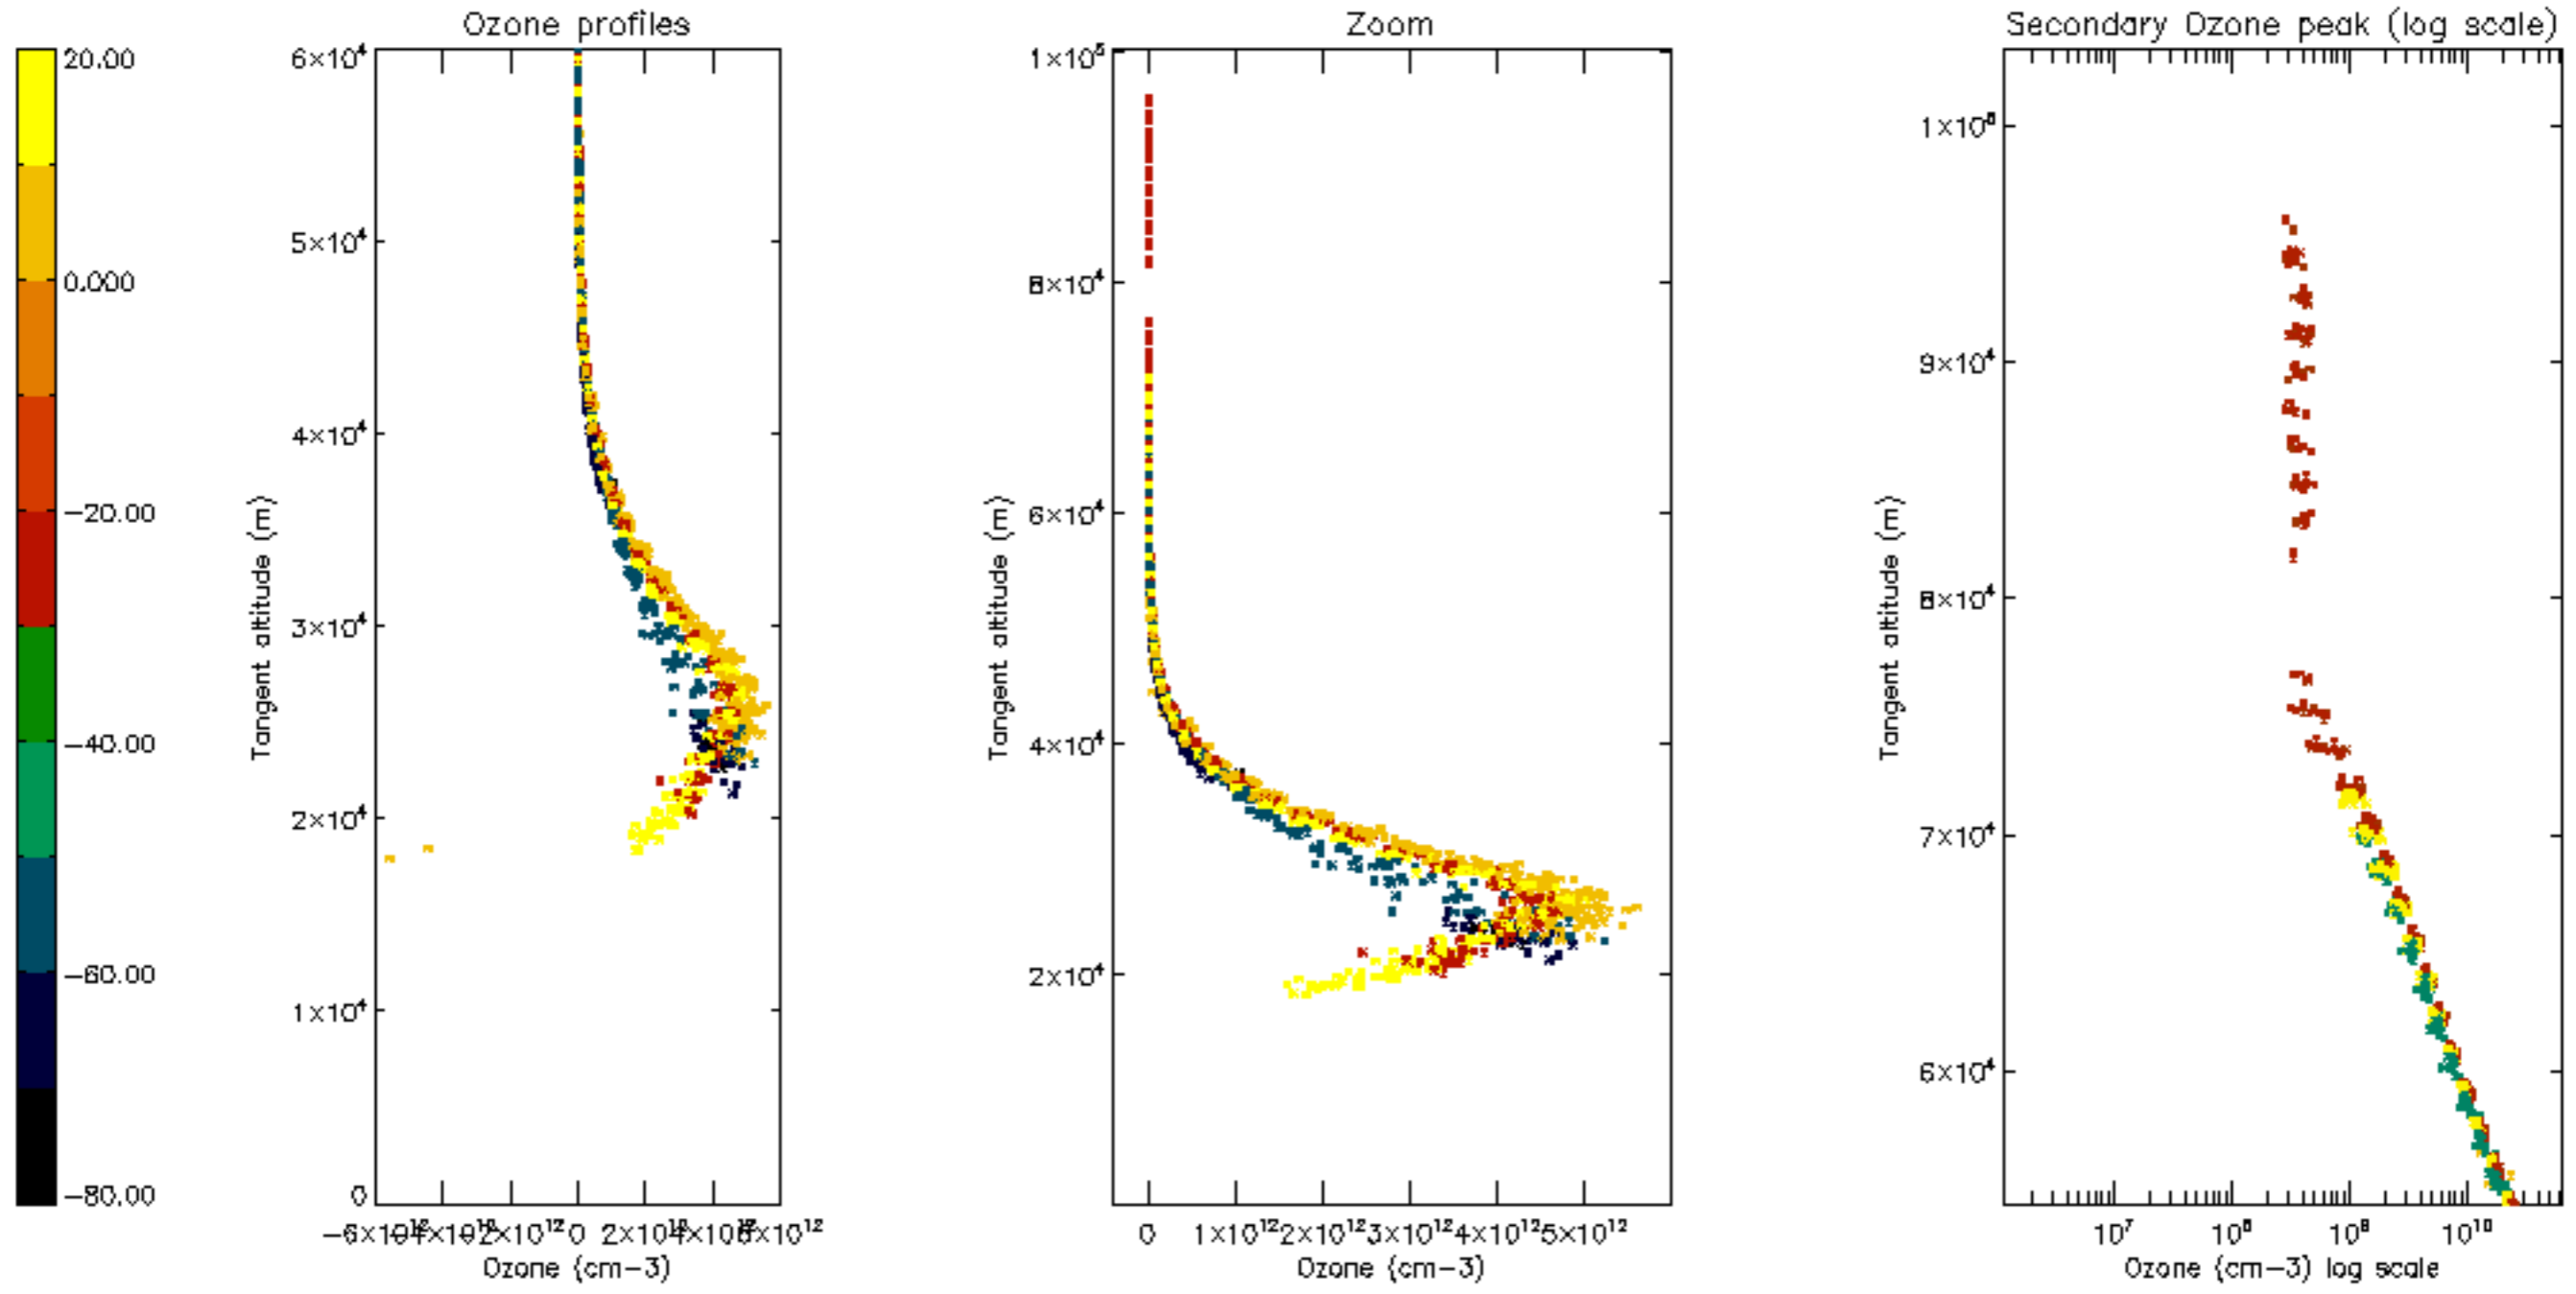 Ozone profiles
Zoom
Secondary Ozone peak (log scale)
20.00
0.000
−20.00
−40.00
−60.00
−80.00
6×10⁴
5×10⁴
4×10⁴
3×10⁴
2×10⁴
1×10⁴
0
Tangent altitude (m)
0
Ozone (cm−3)
1×10⁵
8×10⁴
6×10⁴
4×10⁴
2×10⁴
Tangent altitude (m)
0 1×10¹² 2×10¹² 3×10¹² 4×10¹² 5×10¹²
Ozone (cm−3)
1×10⁵
9×10⁴
8×10⁴
7×10⁴
6×10⁴
Tangent altitude (m)
10⁷ 10⁸ 10⁹ 10¹⁰
Ozone (cm−3) log scale